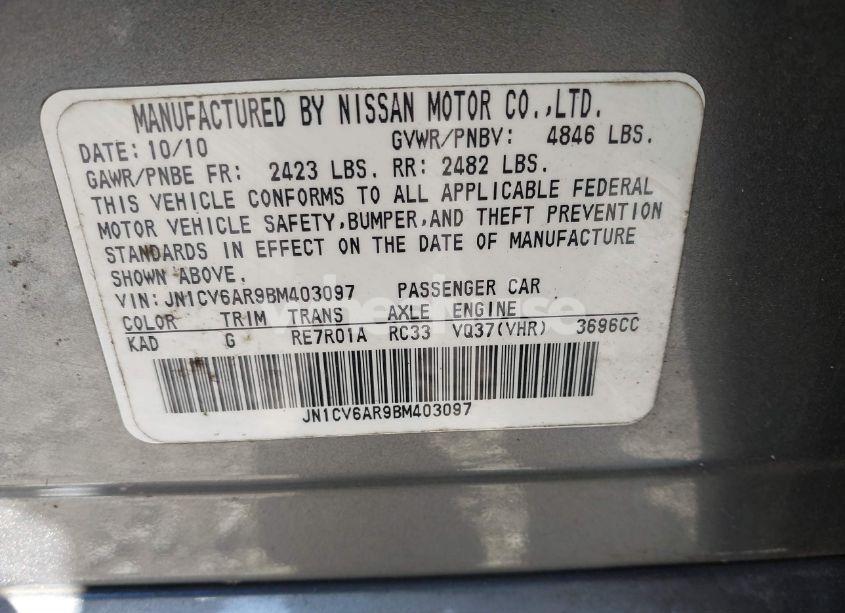 MANUFACTURED BY NISSAN MOTOR CO.,LTD.
DATE: 10/10 GVWR/PNBV: 4846 LBS.
GAWR/PNBE FR: 2423 LBS. RR: 2482 LBS.
THIS VEHICLE CONFORMS TO ALL APPLICABLE FEDERAL
MOTOR VEHICLE SAFETY,BUMPER,AND THEFT PREVENTION
STANDARDS IN EFFECT ON THE DATE OF MANUFACTURE
SHOWN ABOVE.
VIN:JN1CV6AR9BM403097 PASSENGER CAR
COLOR TRIM TRANS AXLE ENGINE
KAD G RE7R01A RC33 VQ37(VHR) 3696CC
JN1CV6AR9BM403097